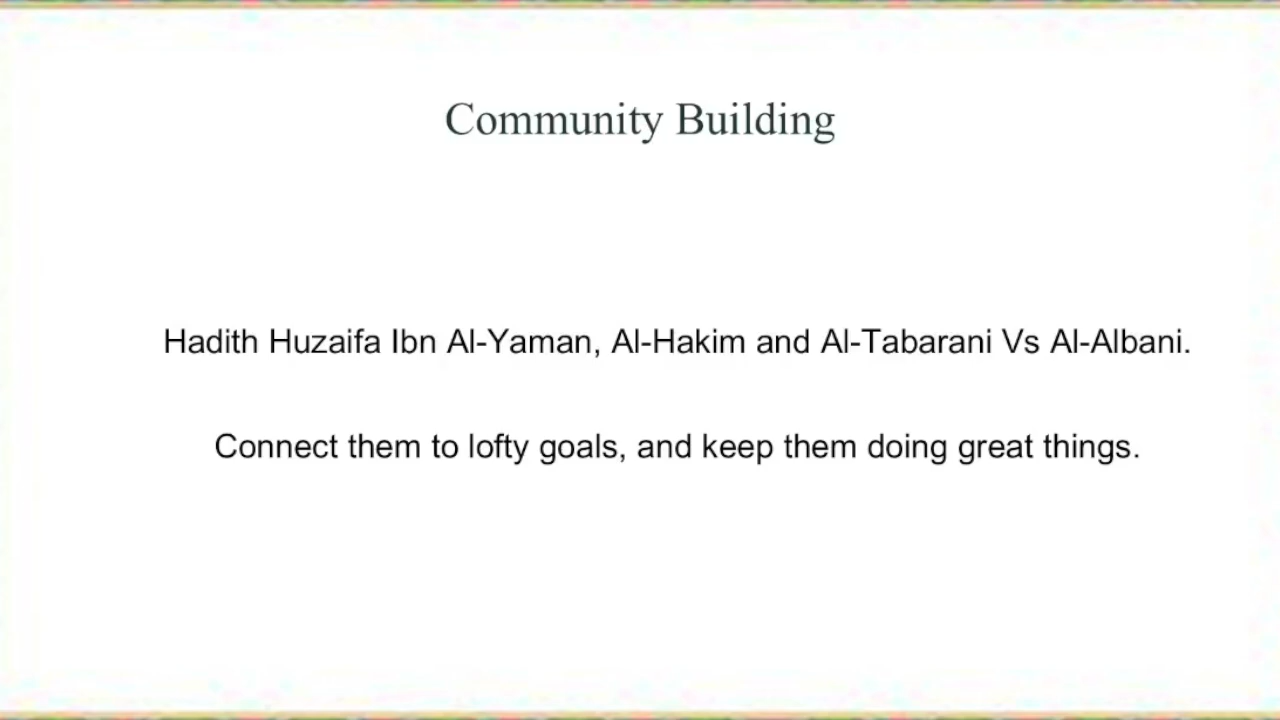 Community Building
Hadith Huzaifa Ibn Al-Yaman, Al-Hakim and Al-Tabarani Vs Al-Albani.
Connect them to lofty goals, and keep them doing great things.